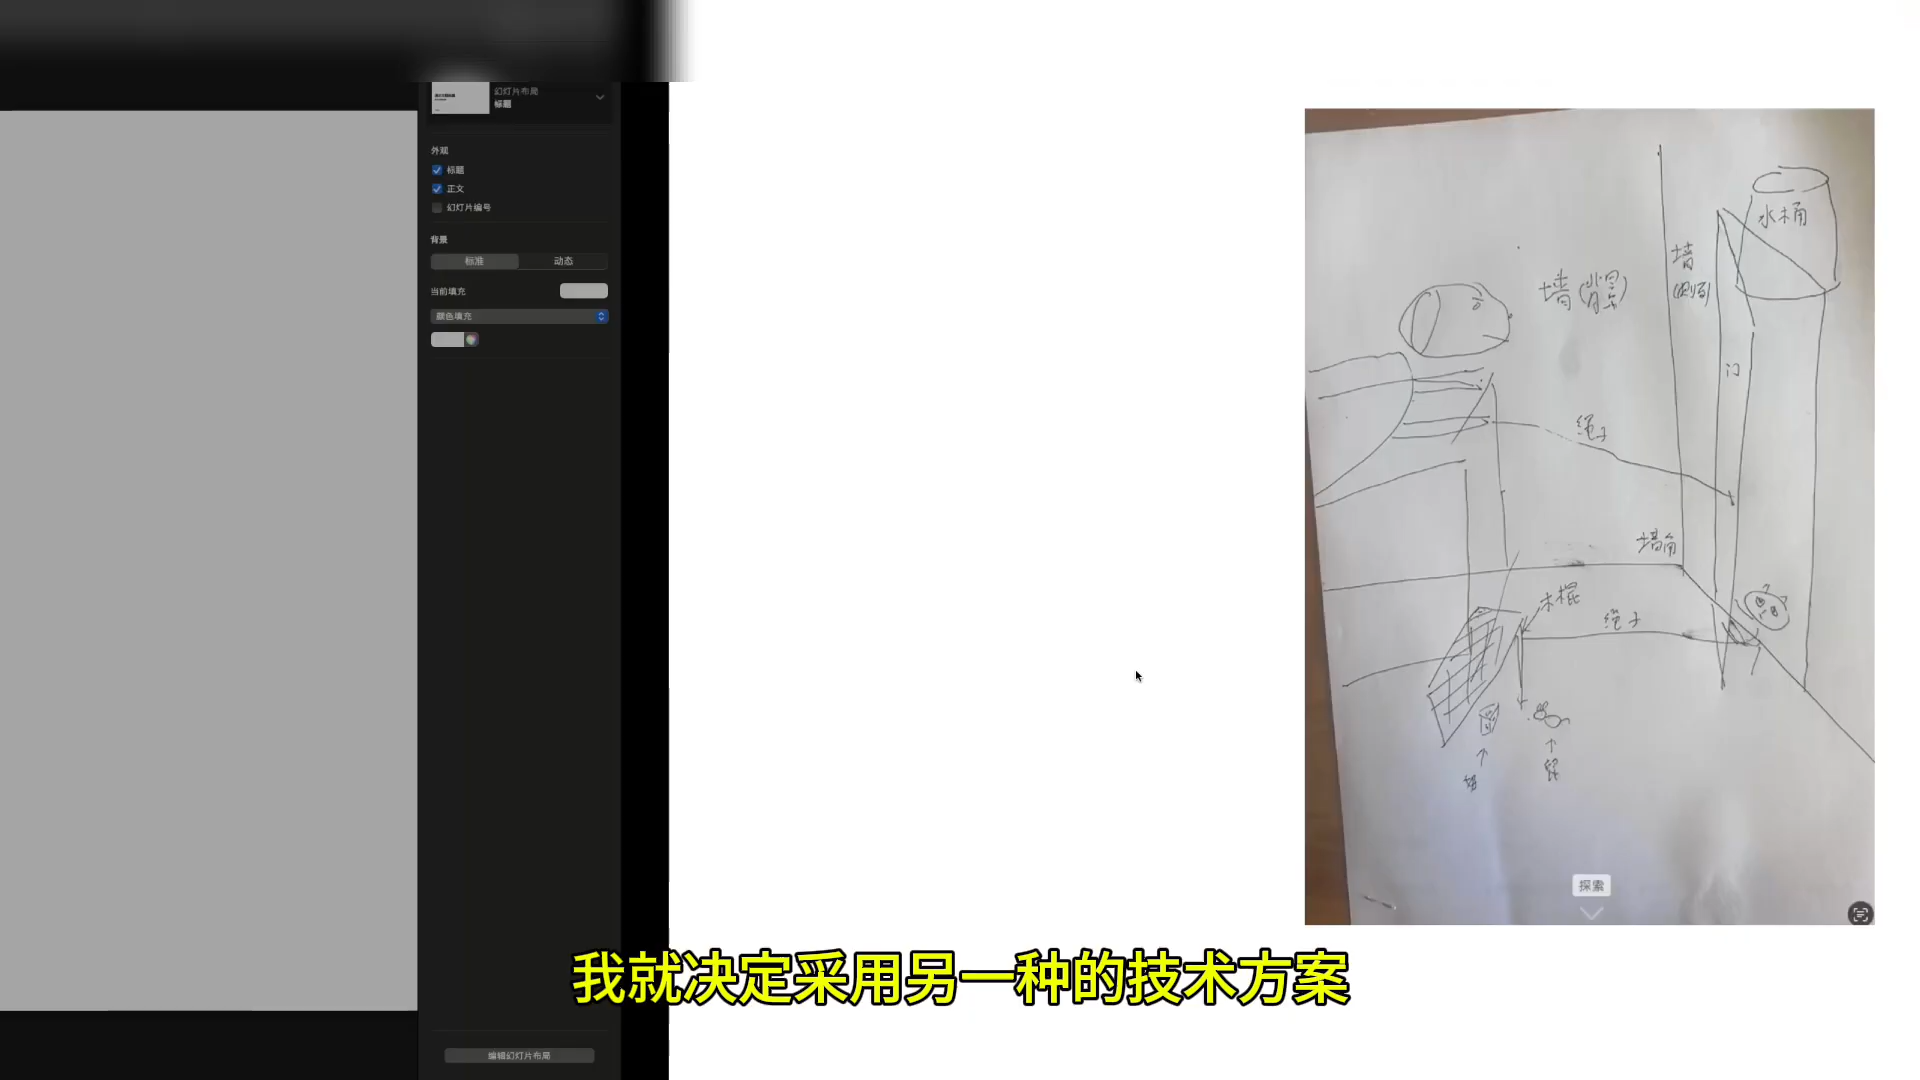 幻灯片布局
标题
外观
标题
正文
幻灯片编号
背景
标准
动态
当前填充
颜色填充
编辑幻灯片布局
水桶
墙
墙(背景)
门
绳子
墙角
木棍
绳子
鼠
探索
我就决定采用另一种的技术方案